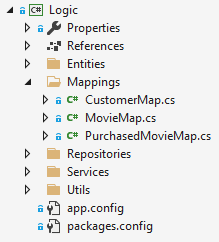 C# Logic
Properties
References
Entities
Mappings
C# CustomerMap.cs
C# MovieMap.cs
C# PurchasedMovieMap.cs
Repositories
Services
Utils
app.config
packages.config